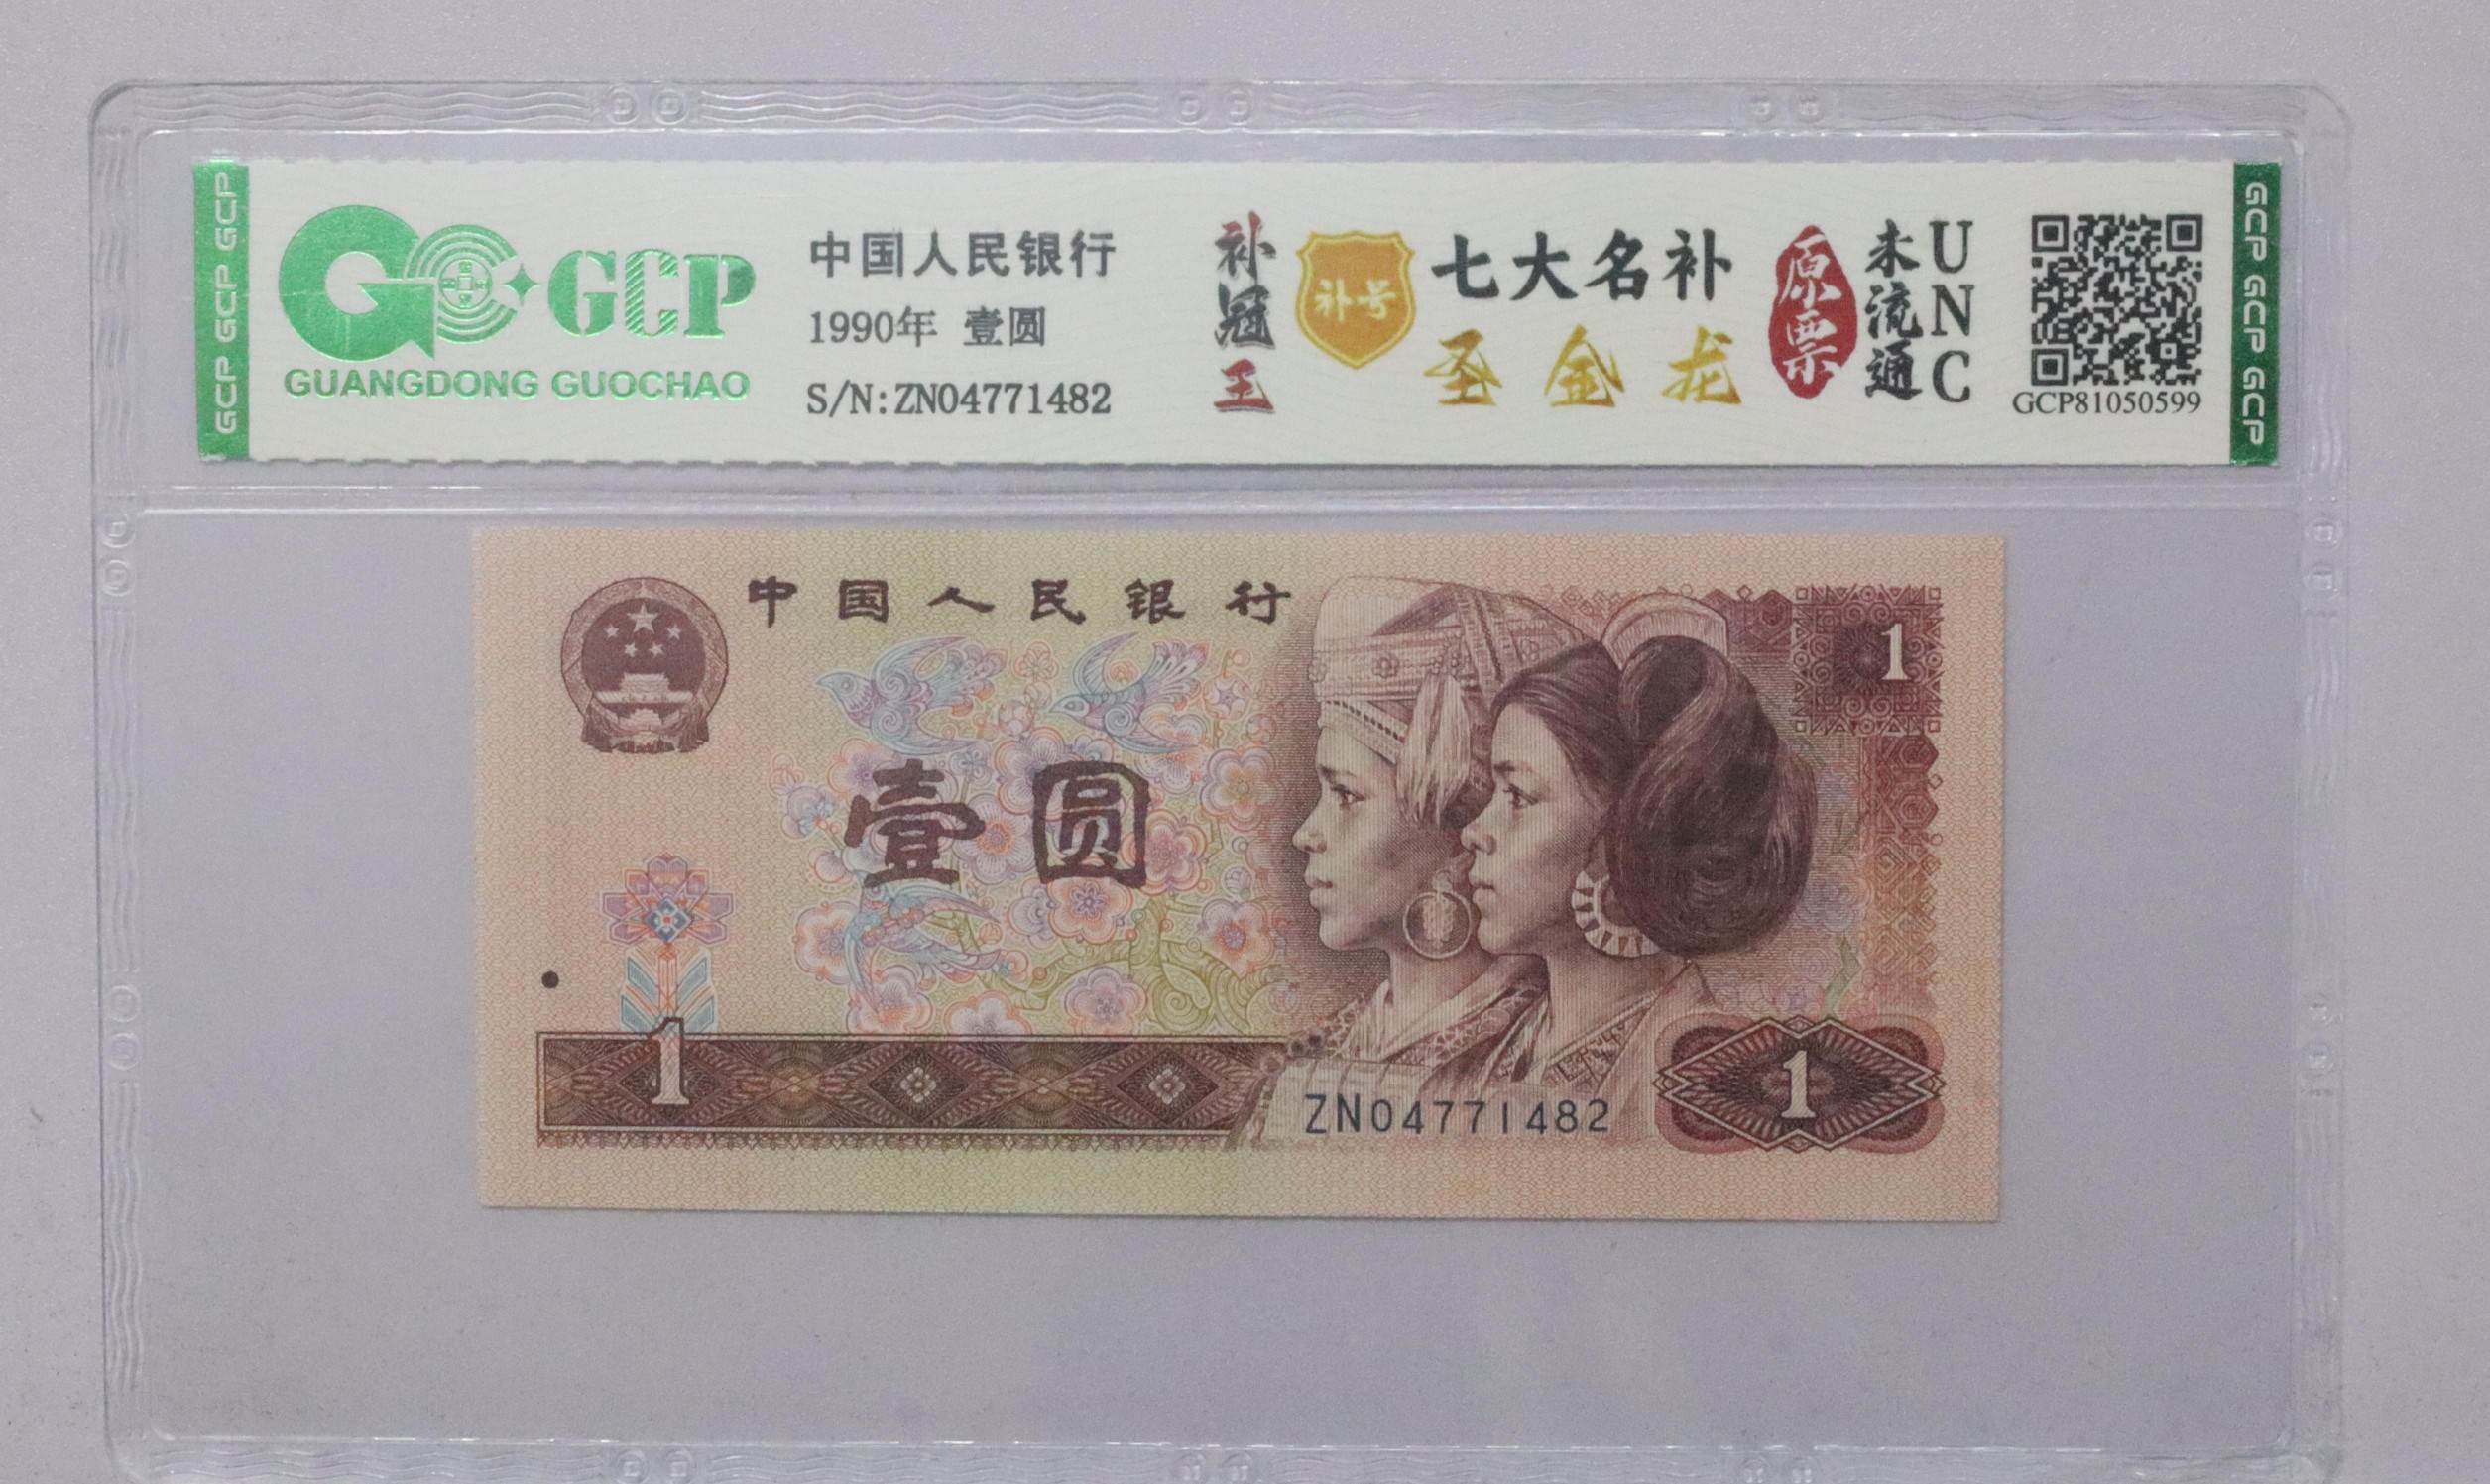 GCP GCP GCP
GCP
GUANGDONG GUOCHAO
中国人民银行
1990年 壹圆
S/N:ZN04771482
补冠王
补号
七大名补
圣金龙
原票
未流通
UNC
GCP81050599
GCP GCP GCP
中国人民银行
1
壹圆
1
ZN04771482
1